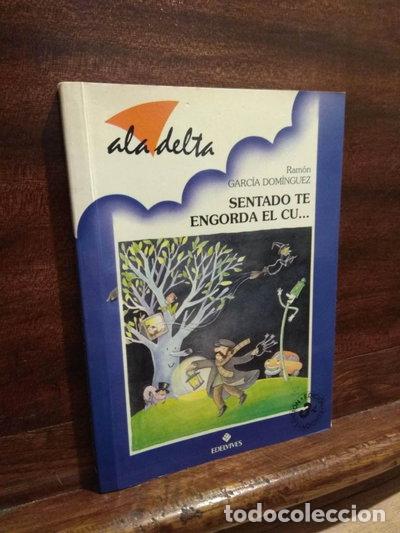 ala delta
Ramón
GARCÍA DOMÍNGUEZ
SENTADO TE
ENGORDA EL CU...
EDELVIVES
todocoleccion